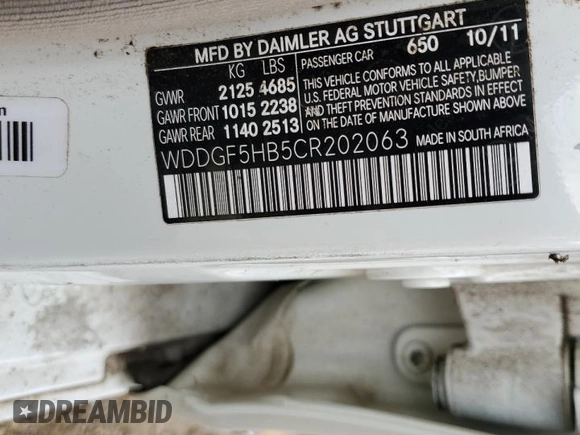 MFD BY DAIMLER AG STUTTGART
KG LBS PASSENGER CAR 650 10/11
GVWR 2125 4685
GAWR FRONT 1015 2238
GAWR REAR 1140 2513
THIS VEHICLE CONFORMS TO ALL APPLICABLE
U.S. FEDERAL MOTOR VEHICLE SAFETY, BUMPER
AND THEFT PREVENTION STANDARDS IN EFFECT
ON THE DATE OF MANUFACTURE SHOWN ABOVE.
WDDGF5HB5CR202063 MADE IN SOUTH AFRICA
DREAMBID